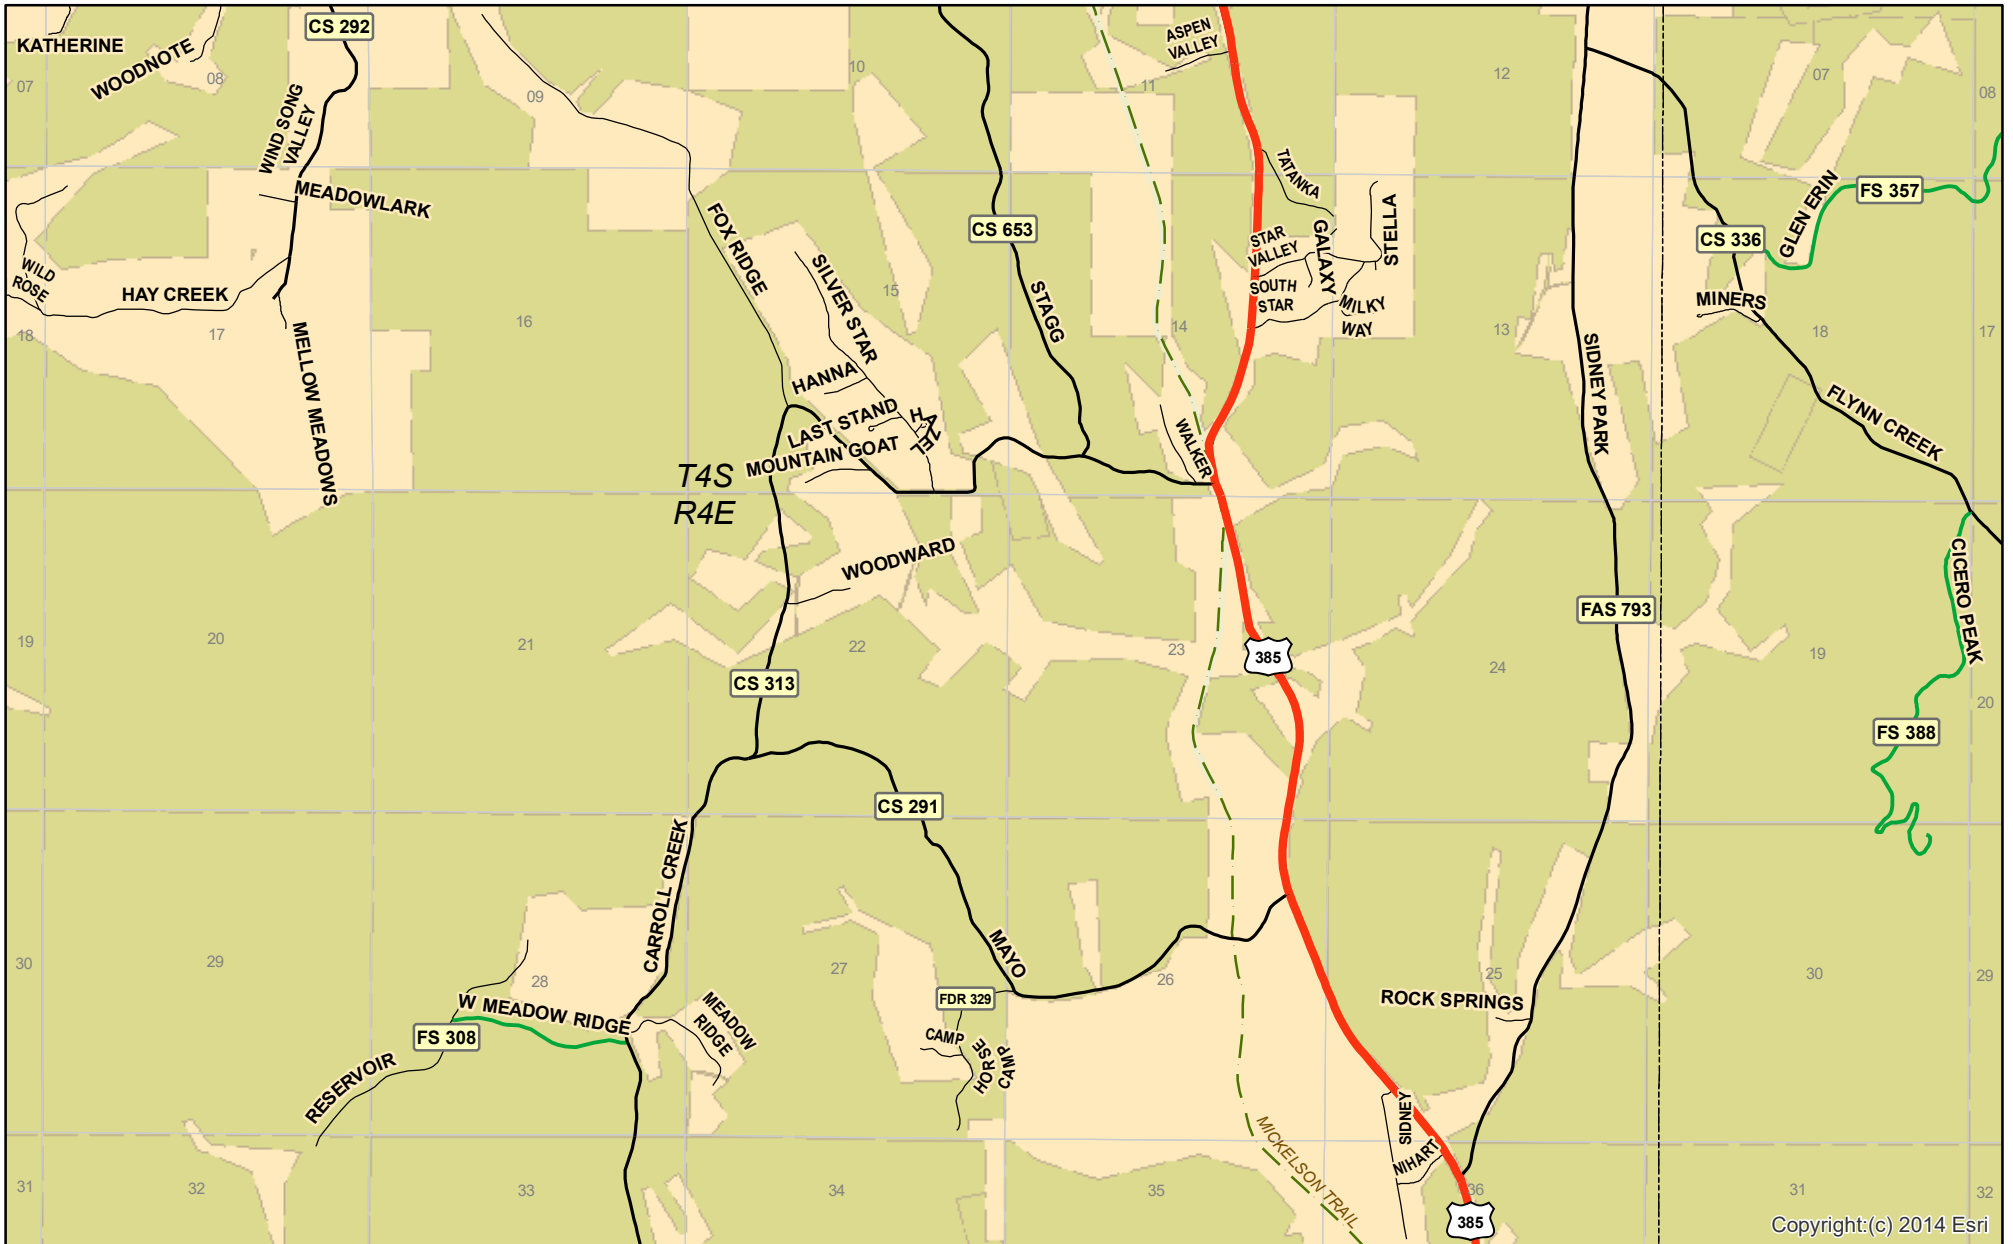 CS 292
KATHERINE
WOODNOTE
07
08
09
10
11
12
07
08
ASPEN
VALLEY
WIND SONG
VALLEY
MEADOWLARK
FOX RIDGE
CS 653
TATANKA
STELLA
GALAXY
STAR
VALLEY
SOUTH
STAR
MILKY
WAY
CS 336
GLEN ERIN
FS 357
WILD
ROSE
HAY CREEK
SILVER STAR
STAGG
MINERS
18
17
16
15
14
13
18
17
MELLOW MEADOWS
HANNA
LAST STAND
HAZEL
MOUNTAIN GOAT
WALKER
SIDNEY PARK
FLYNN CREEK
T4S
R4E
WOODWARD
CICERO PEAK
FAS 793
19
20
21
22
23
24
19
20
385
CS 313
FS 388
CS 291
CARROLL CREEK
MAYO
30
29
28
27
26
25
30
29
W MEADOW RIDGE
FS 308
MEADOW
RIDGE
FDR 329
CAMP
HORSE
CAMP
ROCK SPRINGS
RESERVOIR
SIDNEY
NIHART
MICKELSON TRAIL
31
32
33
34
35
36
31
32
385
Copyright:(c) 2014 Esri